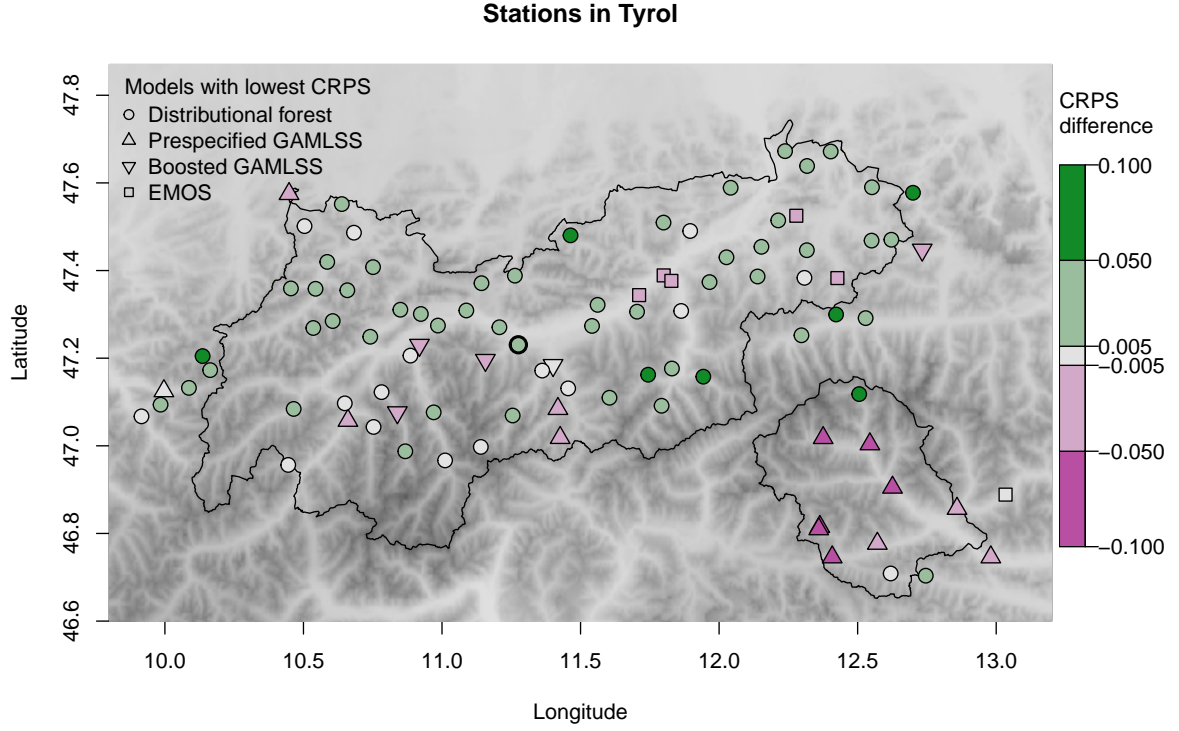 Stations in Tyrol
Models with lowest CRPS
Distributional forest
Prespecified GAMLSS
Boosted GAMLSS
EMOS
CRPS
difference
0.100
0.050
0.005
−0.005
−0.050
−0.100
Latitude
47.8
47.6
47.4
47.2
47.0
46.8
46.6
10.0 10.5 11.0 11.5 12.0 12.5 13.0
Longitude